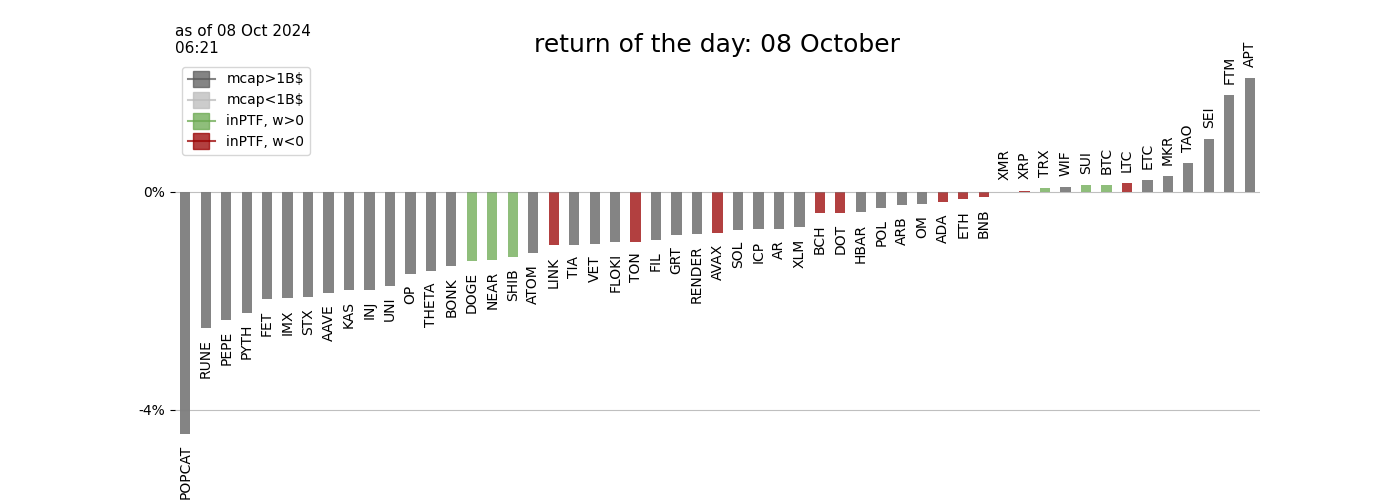 as of 08 Oct 2024
06:21
return of the day: 08 October
mcap>1B$
mcap<1B$
inPTF, w>0
inPTF, w<0
0%
-4%
POPCAT
RUNE
PEPE
PYTH
FET
IMX
STX
AAVE
KAS
INJ
UNI
OP
THETA
BONK
DOGE
NEAR
SHIB
ATOM
LINK
TIA
VET
FLOKI
TON
FIL
GRT
RENDER
AVAX
SOL
ICP
AR
XLM
BCH
DOT
HBAR
POL
ARB
OM
ADA
ETH
BNB
XMR
XRP
TRX
WIF
SUI
BTC
LTC
ETC
MKR
TAO
SEI
FTM
APT